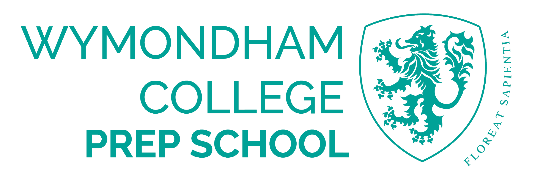 WYMONDHAM
COLLEGE
PREP SCHOOL
FLOREAT SAPIENTIA